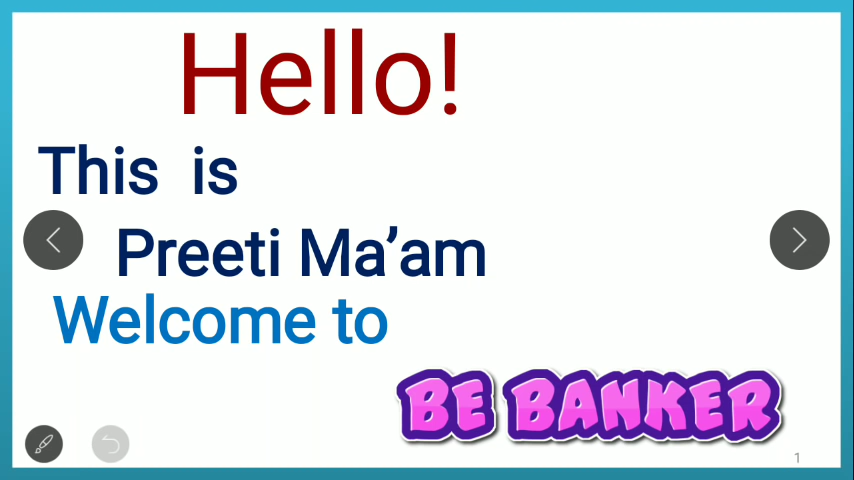 Hello!
This is
Preeti Ma’am
Welcome to
BE BANKER
1